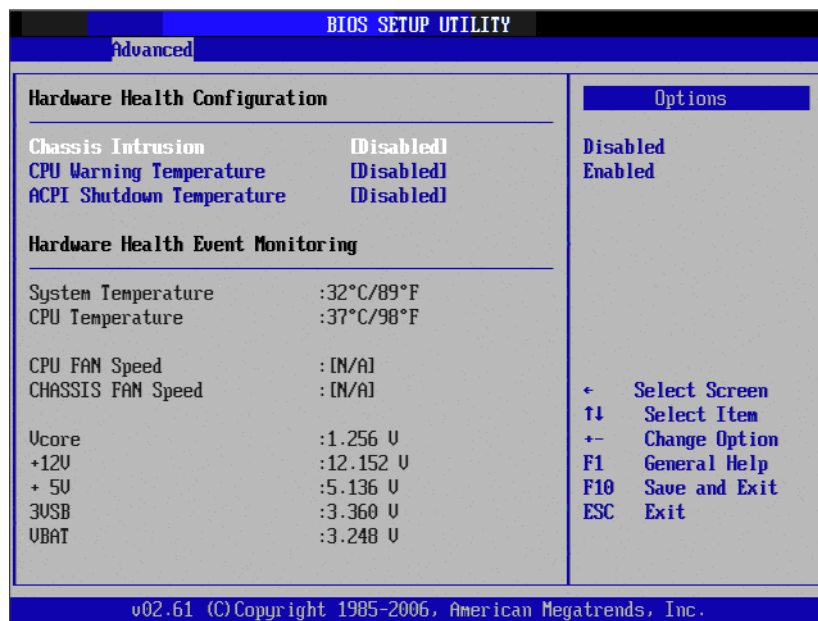 BIOS SETUP UTILITY
Advanced
Hardware Health Configuration
Chassis Intrusion [Disabled]
CPU Warning Temperature [Disabled]
ACPI Shutdown Temperature [Disabled]
Hardware Health Event Monitoring
System Temperature :32°C/89°F
CPU Temperature :37°C/98°F
CPU FAN Speed :[N/A]
CHASSIS FAN Speed :[N/A]
Vcore :1.256 V
+12V :12.152 V
+ 5V :5.136 V
3VSB :3.360 V
VBAT :3.248 V
Options
Disabled
Enabled
← Select Screen
↑↓ Select Item
+- Change Option
F1 General Help
F10 Save and Exit
ESC Exit
v02.61 (C)Copyright 1985-2006, American Megatrends, Inc.